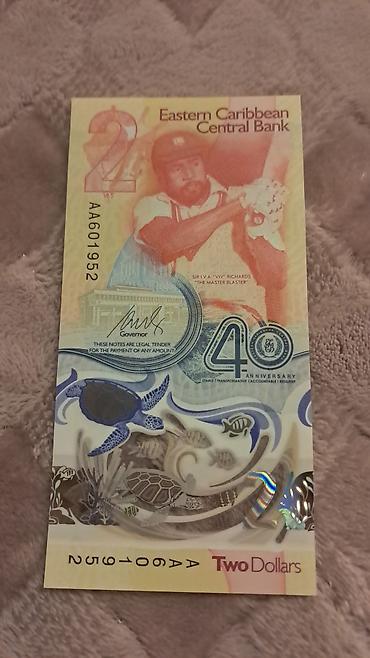 2
Eastern Caribbean
Central Bank
AA601952
SIR I.V.A. "VIV" RICHARDS
"THE MASTER BLASTER"
Governor
THESE NOTES ARE LEGAL TENDER
FOR THE PAYMENT OF ANY AMOUNT
40
ANNIVERSARY
AA601952
Two Dollars